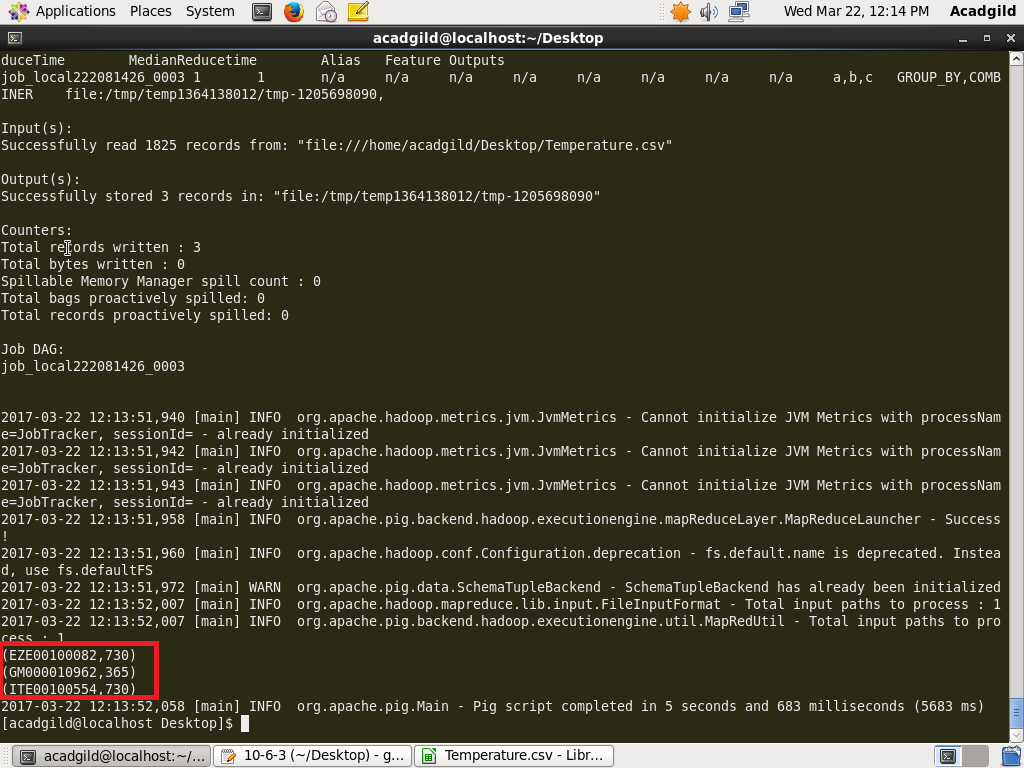 Applications Places System Wed Mar 22, 12:14 PM Acadgild
acadgild@localhost:~/Desktop
duceTime MedianReducetime Alias Feature Outputs
job_local222081426_0003 1 1 n/a n/a n/a n/a n/a n/a n/a n/a a,b,c GROUP_BY,COMB
INER file:/tmp/temp1364138012/tmp-1205698090,
Input(s):
Successfully read 1825 records from: "file:///home/acadgild/Desktop/Temperature.csv"
Output(s):
Successfully stored 3 records in: "file:/tmp/temp1364138012/tmp-1205698090"
Counters:
Total records written : 3
Total bytes written : 0
Spillable Memory Manager spill count : 0
Total bags proactively spilled: 0
Total records proactively spilled: 0
Job DAG:
job_local222081426_0003
2017-03-22 12:13:51,940 [main] INFO org.apache.hadoop.metrics.jvm.JvmMetrics - Cannot initialize JVM Metrics with processNam
e=JobTracker, sessionId= - already initialized
2017-03-22 12:13:51,942 [main] INFO org.apache.hadoop.metrics.jvm.JvmMetrics - Cannot initialize JVM Metrics with processNam
e=JobTracker, sessionId= - already initialized
2017-03-22 12:13:51,943 [main] INFO org.apache.hadoop.metrics.jvm.JvmMetrics - Cannot initialize JVM Metrics with processNam
e=JobTracker, sessionId= - already initialized
2017-03-22 12:13:51,958 [main] INFO org.apache.pig.backend.hadoop.executionengine.mapReduceLayer.MapReduceLauncher - Success
!
2017-03-22 12:13:51,960 [main] INFO org.apache.hadoop.conf.Configuration.deprecation - fs.default.name is deprecated. Instea
d, use fs.defaultFS
2017-03-22 12:13:51,972 [main] WARN org.apache.pig.data.SchemaTupleBackend - SchemaTupleBackend has already been initialized
2017-03-22 12:13:52,007 [main] INFO org.apache.hadoop.mapreduce.lib.input.FileInputFormat - Total input paths to process : 1
2017-03-22 12:13:52,007 [main] INFO org.apache.pig.backend.hadoop.executionengine.util.MapRedUtil - Total input paths to pro
cess : 1
(EZE00100082,730)
(GM000010962,365)
(ITE00100554,730)
2017-03-22 12:13:52,058 [main] INFO org.apache.pig.Main - Pig script completed in 5 seconds and 683 milliseconds (5683 ms)
[acadgild@localhost Desktop]$
acadgild@localhost:~/... 10-6-3 (~/Desktop) - g... Temperature.csv - Libr...